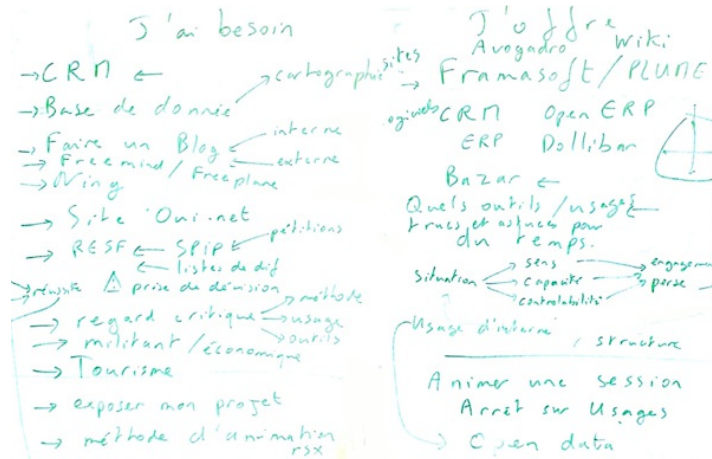 J'ai besoin
→ CRM ←
→ Base de donnée → cartographie
→ Faire un Blog ← interne
externe
→ Freemind / Freeplane
→ Ning
→ Site Oui.net
→ RESF ← SPIP ← pétitions
← listes de dif
réussite ⚠ prise de décision
→ regard critique → méthode
→ usage
→ outils
→ militant / économique
→ Tourisme
→ exposer mon projet
→ méthode d'animation
rsx
J'offre
Avogadro Wiki
sites → Framasoft / PLUME
ogiciels CRM Open ERP
ERP Dollibar
Bazar ←
Quels outils / usages ←
trucs et astuces pour
du temps.
Situation → sens → engagemen
→ capacité → perse
→ controlabilité
Usage d'interne
, structure
Animer une session
Arrêt sur Usages
→ Open data